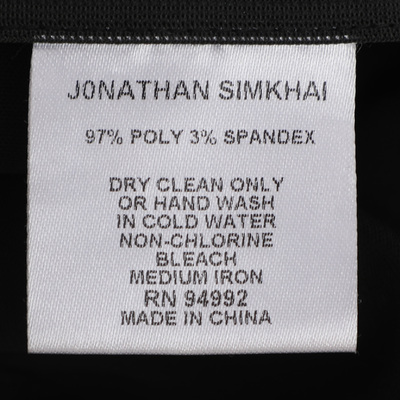 JONATHAN SIMKHAI
97% POLY 3% SPANDEX
DRY CLEAN ONLY
OR HAND WASH
IN COLD WATER
NON-CHLORINE
BLEACH
MEDIUM IRON
RN 94992
MADE IN CHINA